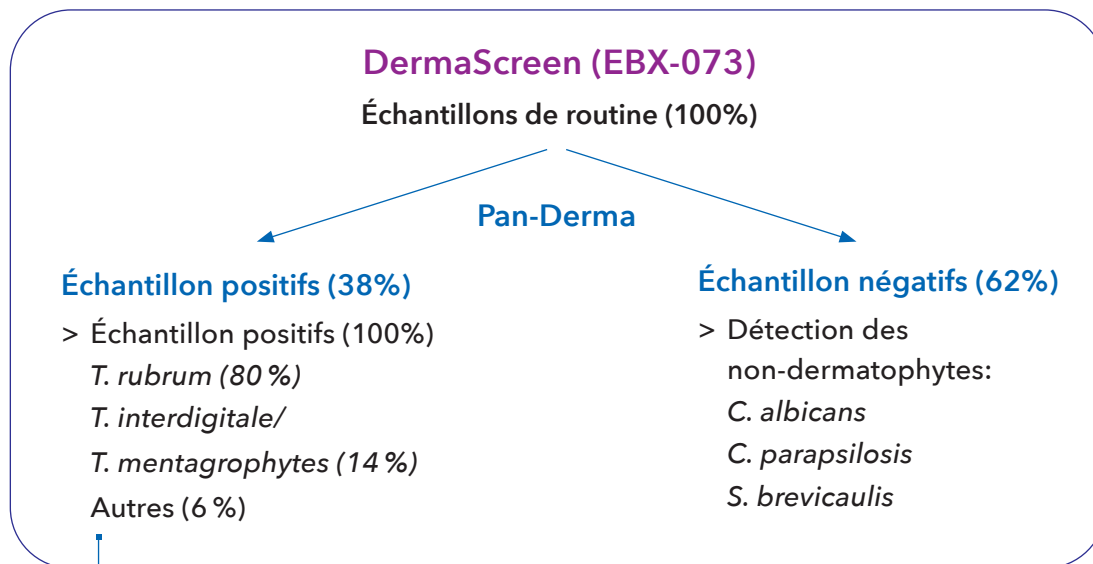 DermaScreen (EBX-073)
Échantillons de routine (100%)
Pan-Derma
Échantillon positifs (38%)
> Échantillon positifs (100%)
T. rubrum (80 %)
T. interdigitale/
T. mentagrophytes (14 %)
Autres (6 %)
Échantillon négatifs (62%)
> Détection des
non-dermatophytes:
C. albicans
C. parapsilosis
S. brevicaulis